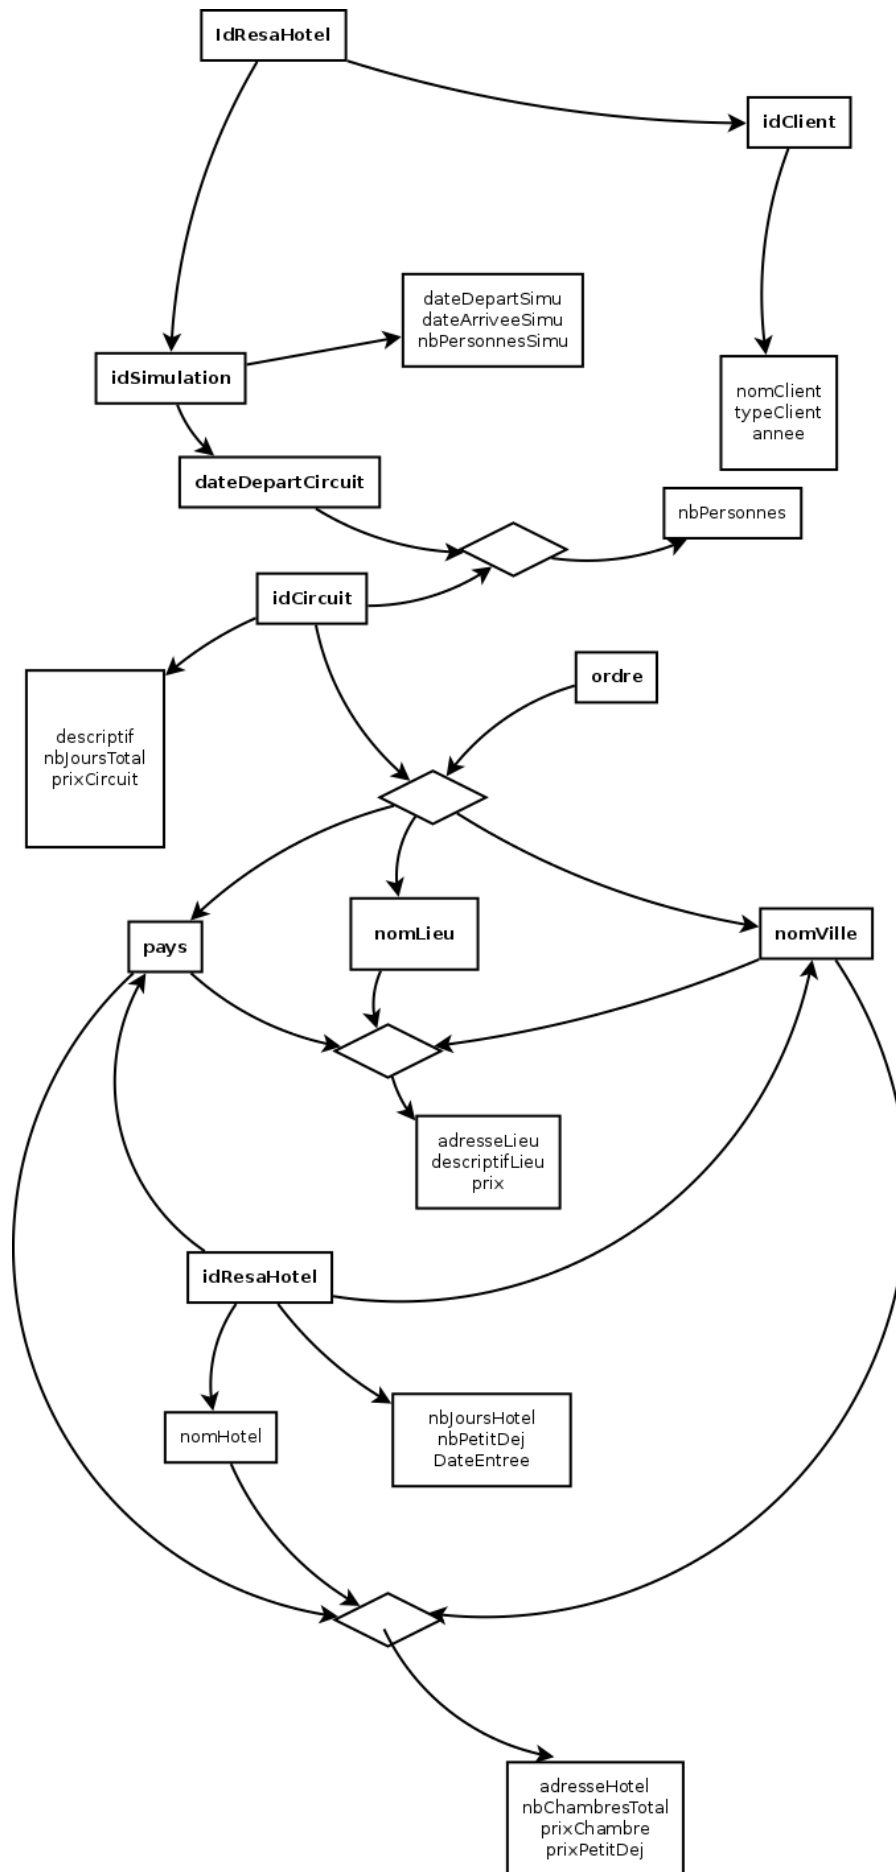 IdResaHotel
idClient
dateDepartSimu
dateArriveeSimu
nbPersonnesSimu
idSimulation
nomClient
typeClient
annee
dateDepartCircuit
nbPersonnes
idCircuit
ordre
descriptif
nbJoursTotal
prixCircuit
pays
nomLieu
nomVille
adresseLieu
descriptifLieu
prix
idResaHotel
nomHotel
nbJoursHotel
nbPetitDej
DateEntree
adresseHotel
nbChambresTotal
prixChambre
prixPetitDej